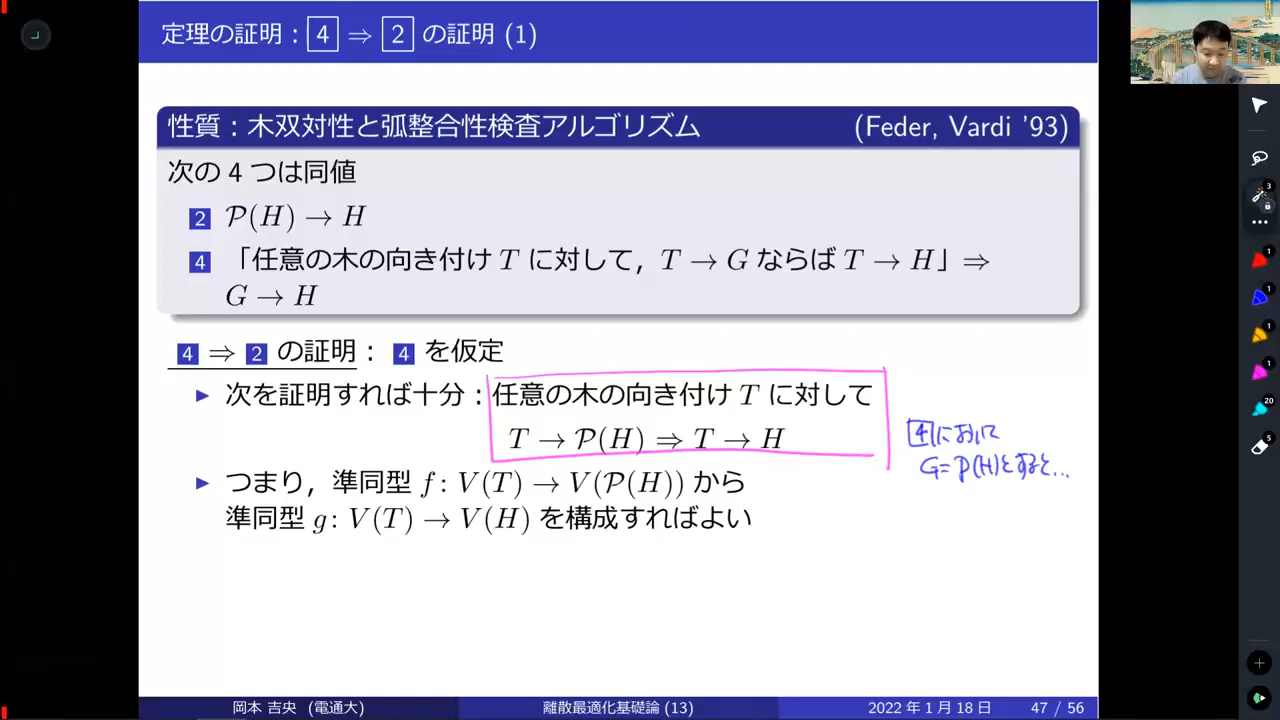 定理の証明 : 4 ⇒ 2 の証明 (1)
性質 : 木双対性と弧整合性検査アルゴリズム (Feder, Vardi '93)
次の 4 つは同値
2 𝒫(H) → H
4 「任意の木の向き付け T に対して, T → G ならば T → H」⇒
G → H
4 ⇒ 2 の証明 : 4 を仮定
▶ 次を証明すれば十分 : 任意の木の向き付け T に対して
T → 𝒫(H) ⇒ T → H
4 において
G = P(H) とすると...
▶ つまり, 準同型 f : V(T) → V(𝒫(H)) から
準同型 g : V(T) → V(H) を構成すればよい
岡本 吉央 (電通大) 離散最適化基礎論 (13) 2022 年 1 月 18 日 47 / 56
3
1
1
1
1
20
5